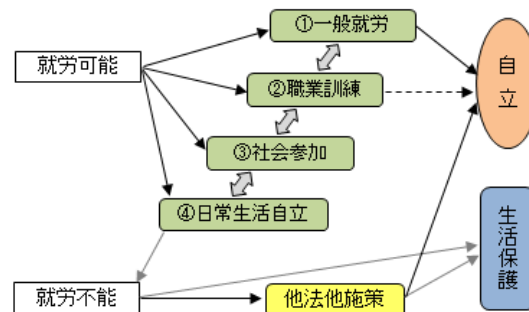 ①一般就労
就労可能
②職業訓練
自立
③社会参加
④日常生活自立
生活保護
就労不能
他法他施策